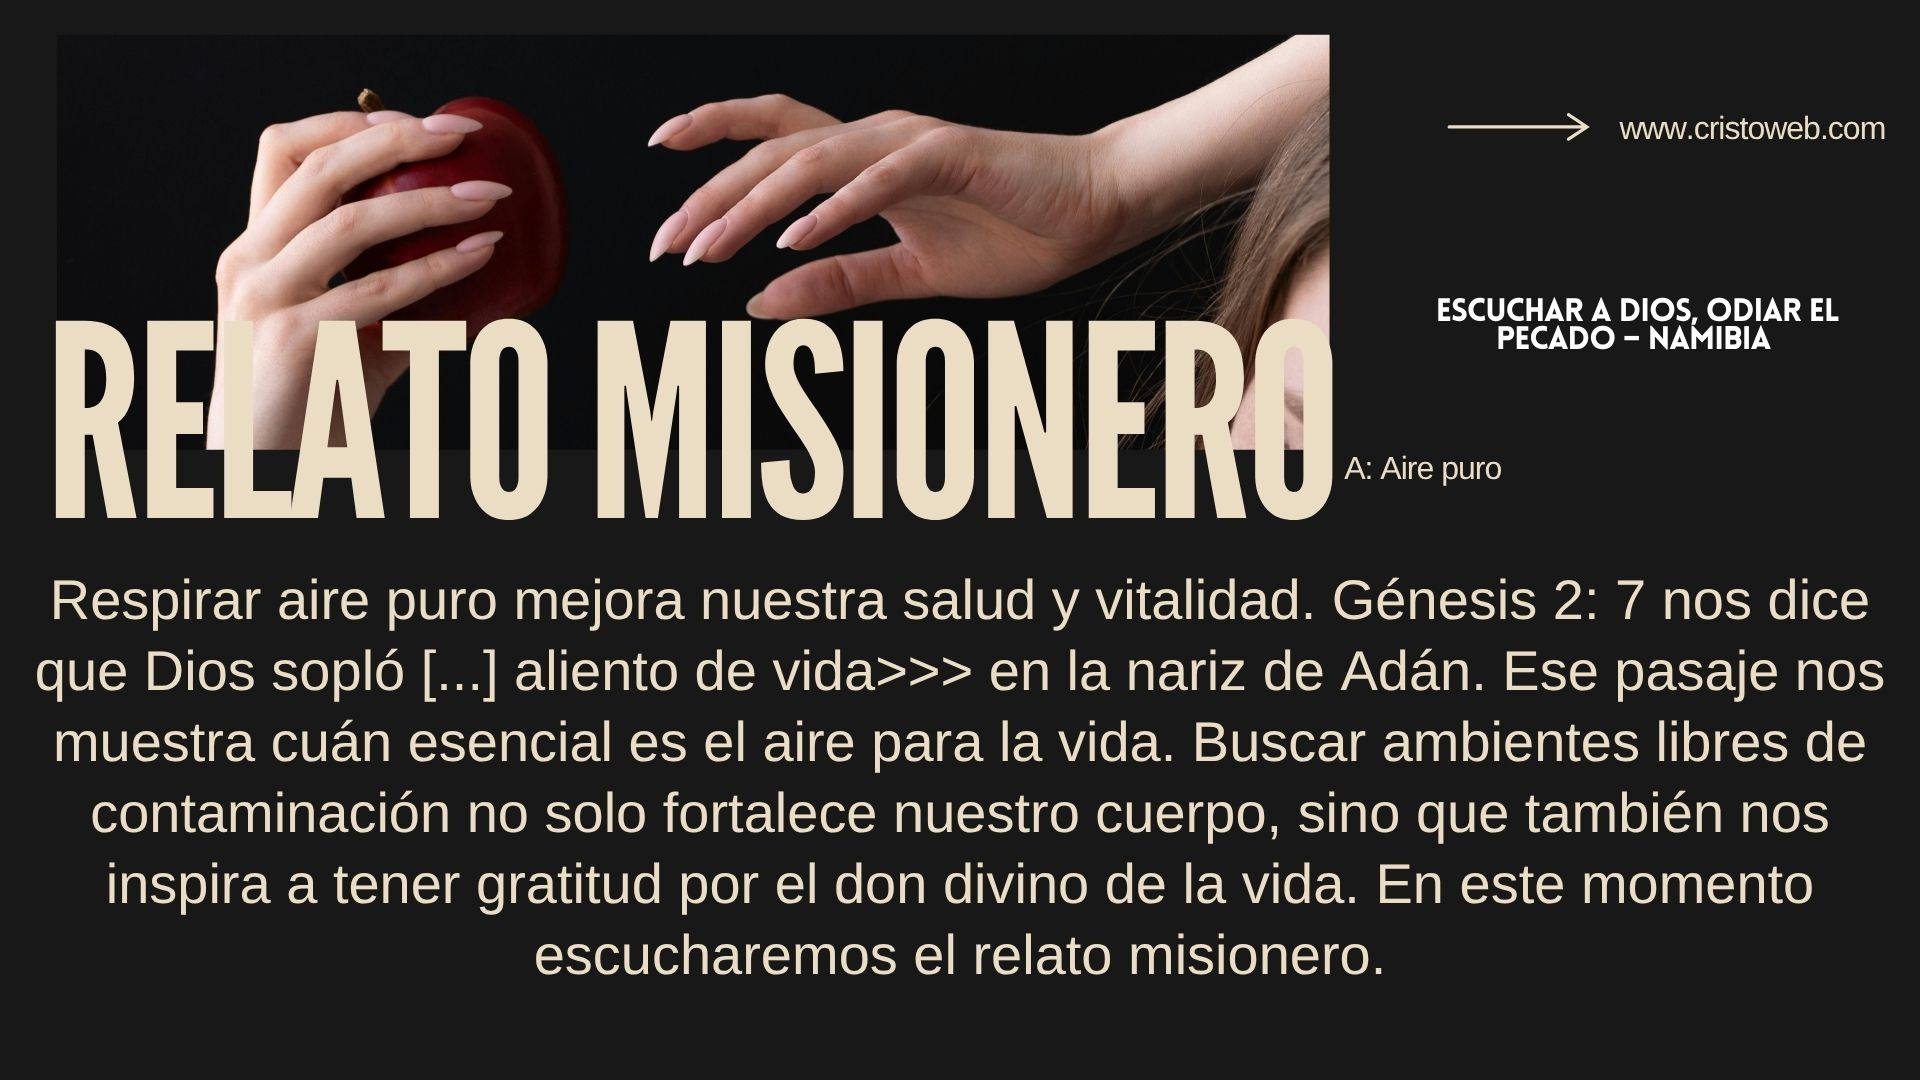 www.cristoweb.com
ESCUCHAR A DIOS, ODIAR EL
PECADO – NAMIBIA
RELATO MISIONERO
A: Aire puro
Respirar aire puro mejora nuestra salud y vitalidad. Génesis 2: 7 nos dice
que Dios sopló [...] aliento de vida>>> en la nariz de Adán. Ese pasaje nos
muestra cuán esencial es el aire para la vida. Buscar ambientes libres de
contaminación no solo fortalece nuestro cuerpo, sino que también nos
inspira a tener gratitud por el don divino de la vida. En este momento
escucharemos el relato misionero.